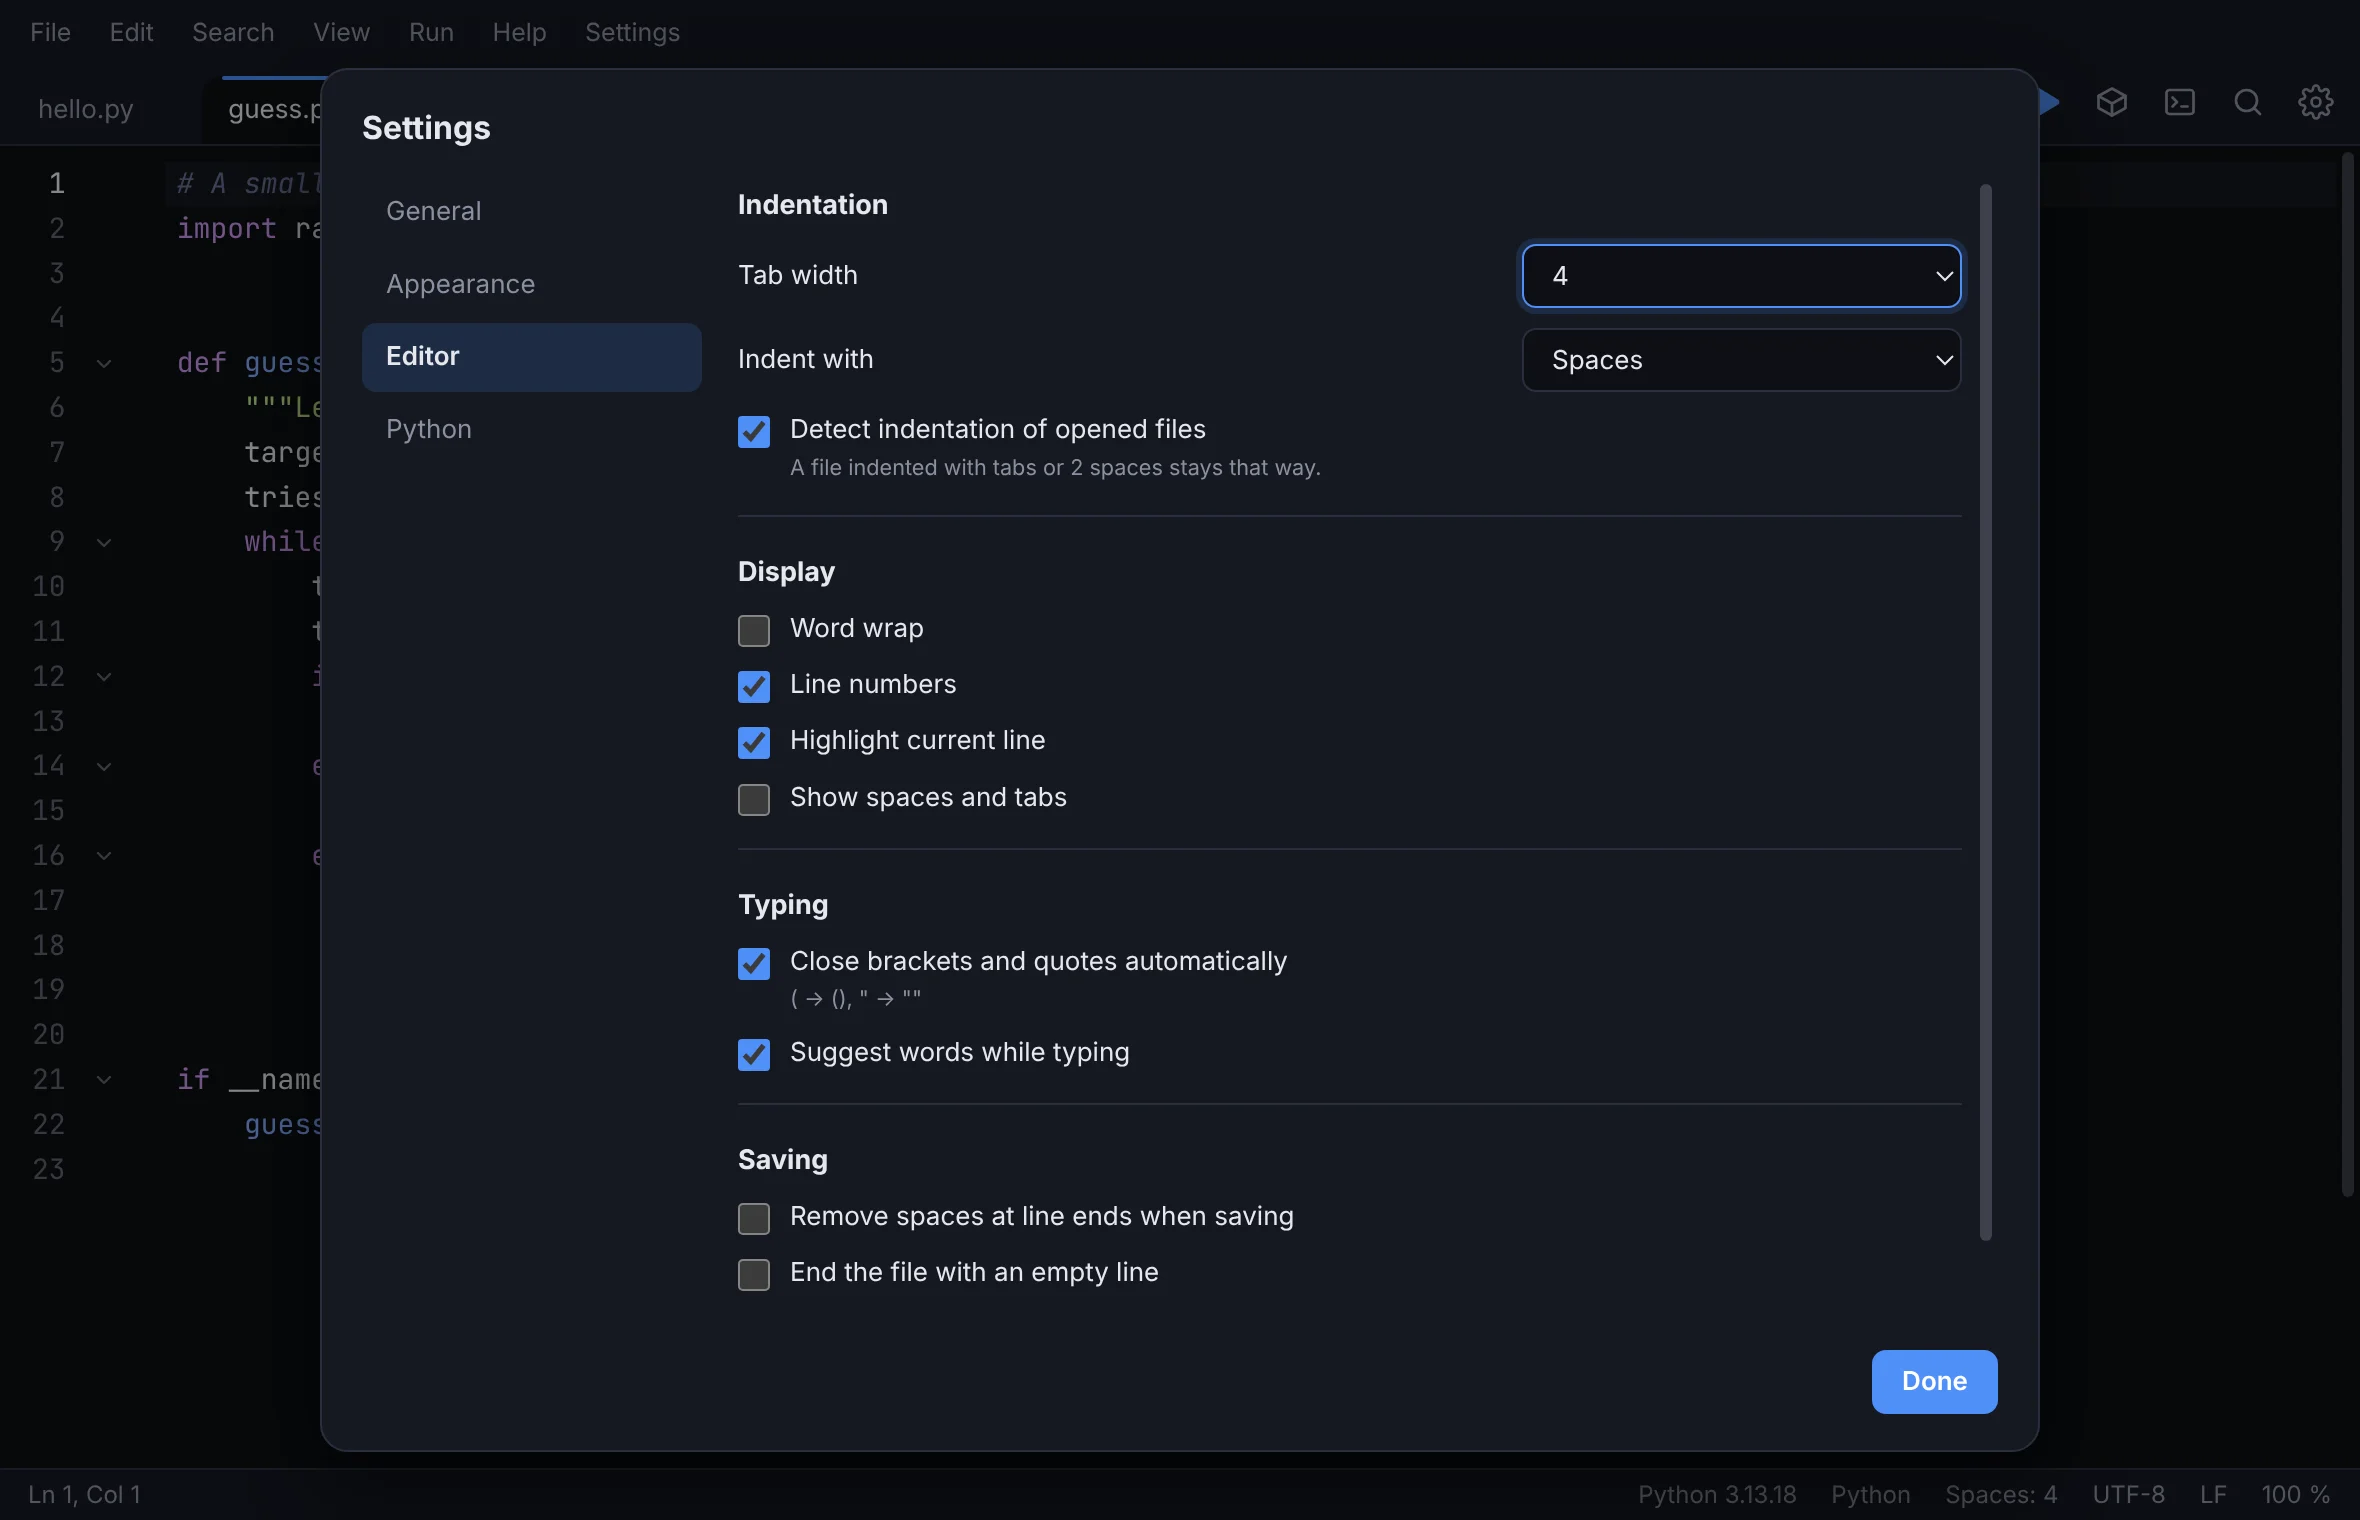 File Edit Search View Run Help Settings
hello.py guess.p
Settings
General
Appearance
Editor
Python
Indentation
Tab width 4
Indent with Spaces
Detect indentation of opened files
A file indented with tabs or 2 spaces stays that way.
Display
Word wrap
Line numbers
Highlight current line
Show spaces and tabs
Typing
Close brackets and quotes automatically
( → (), " → ""
Suggest words while typing
Saving
Remove spaces at line ends when saving
End the file with an empty line
Done
1 # A small
2 import ra
3
4
5 def guess
6 """Le
7 targe
8 tries
9 while
10 t
11 t
12 i
13
14 e
15
16 e
17
18
19
20
21 if __name
22 guess
23
Ln 1, Col 1 Python 3.13.18 Python Spaces: 4 UTF-8 LF 100 %